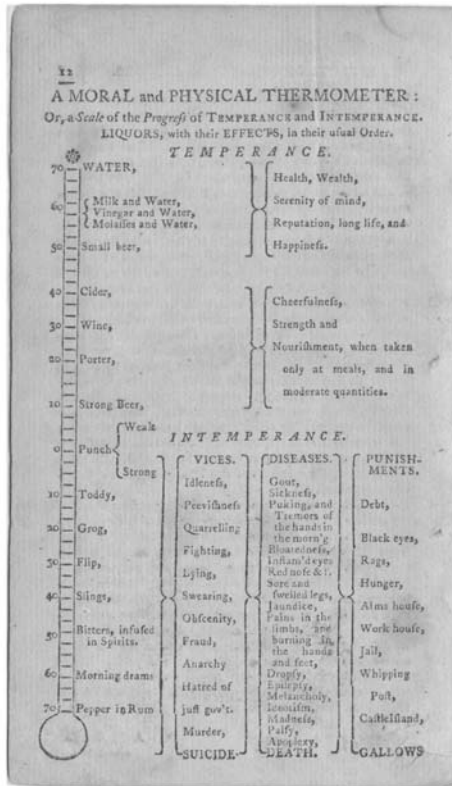 12
A MORAL and PHYSICAL THERMOMETER:
Or, a Scale of the Progreſs of TEMPERANCE and INTEMPERANCE.
LIQUORS, with their EFFECTS, in their uſual Order.
TEMPERANCE.
70 WATER,
60 Milk and Water,
Vinegar and Water,
Molaſſes and Water,
50 Small beer,
Health, Wealth,
Serenity of mind,
Reputation, long life, and
Happineſs.
40 Cider,
30 Wine,
20 Porter,
10 Strong Beer,
Cheerfulneſs,
Strength and
Nouriſhment, when taken
only at meals, and in
moderate quantities.
0 Punch
Weak
Strong
INTEMPERANCE.
10 Toddy,
20 Grog,
30 Flip,
40 Slings,
50 Bitters, infuſed
in Spirits.
60 Morning drams
70 Pepper in Rum
VICES.
Idleneſs,
Peeviſhneſs
Quarrelling
Fighting,
Lying,
Swearing,
Obſcenity,
Fraud,
Anarchy
Hatred of
juſt gov't.
Murder,
SUICIDE
DISEASES.
Gout,
Sickneſs,
Puking, and
Tremors of
the hands in
the morn'g
Bloatedneſs,
Inflam'd eyes
Red noſe &
Sore and
ſwelled legs,
Jaundice,
Pains in the
limbs, and
burning in
the hands
and feet,
Dropſy,
Epilepſy,
Melancholy,
Madneſs,
Palſy,
Apoplexy,
DEATH.
PUNISH-
MENTS.
Debt,
Black eyes,
Rags,
Hunger,
Alms houſe,
Work houſe,
Jail,
Whipping
Poſt,
CaſtleIſland,
GALLOWS